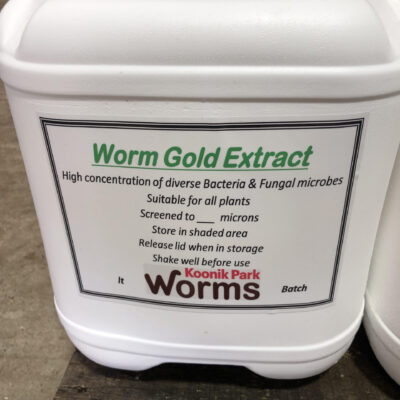 Worm Gold Extract
High concentration of diverse Bacteria & Fungal microbes
Suitable for all plants
Screened to ___ microns
Store in shaded area
Release lid when in storage
Shake well before use
Koonik Park
lt Worms Batch